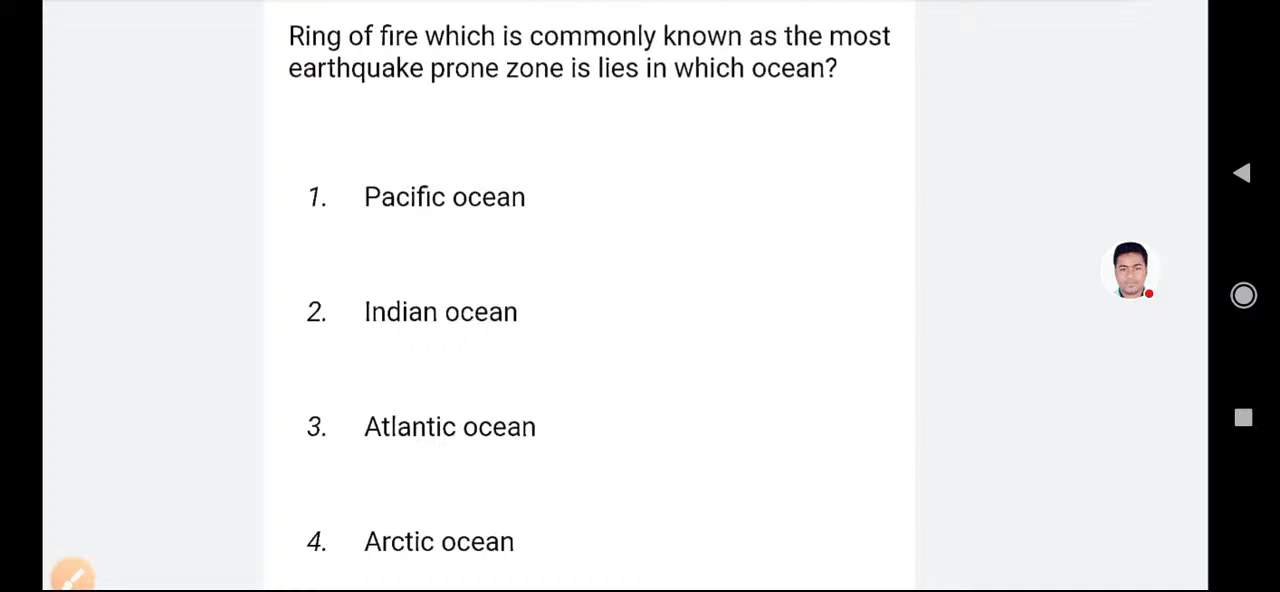 Ring of fire which is commonly known as the most
earthquake prone zone is lies in which ocean?
1. Pacific ocean
2. Indian ocean
3. Atlantic ocean
4. Arctic ocean